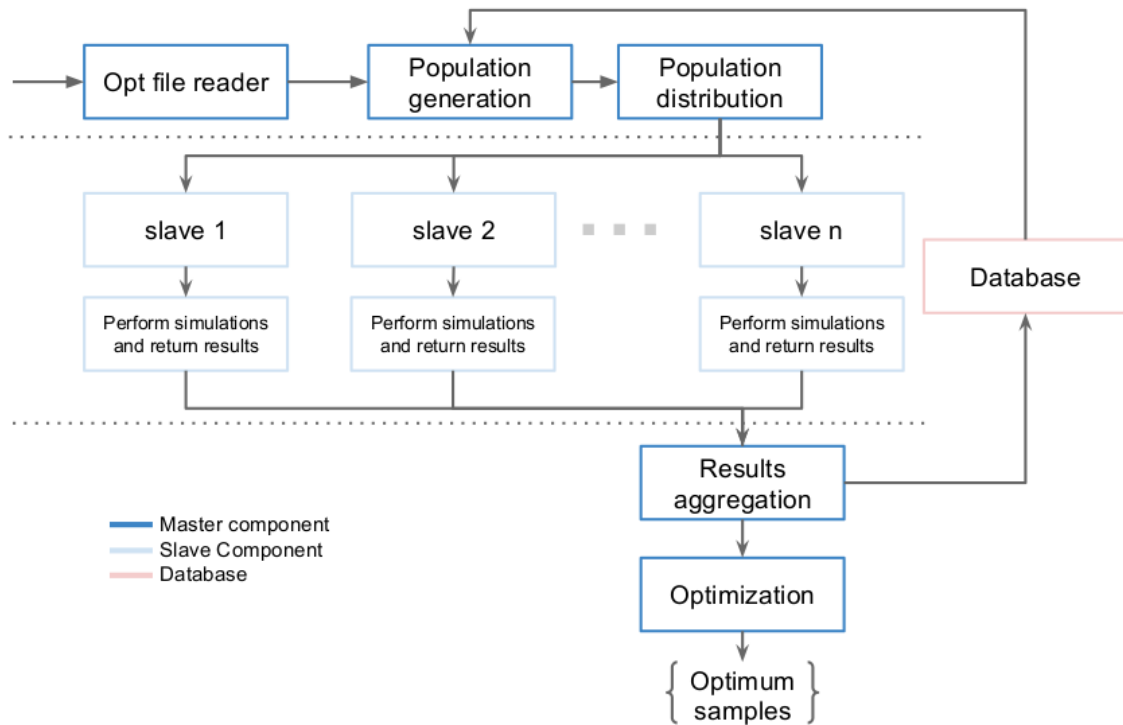 Opt file reader
Population
generation
Population
distribution
slave 1
slave 2
slave n
Database
Perform simulations
and return results
Perform simulations
and return results
Perform simulations
and return results
Results
aggregation
Master component
Slave Component
Database
Optimization
{ Optimum
samples }